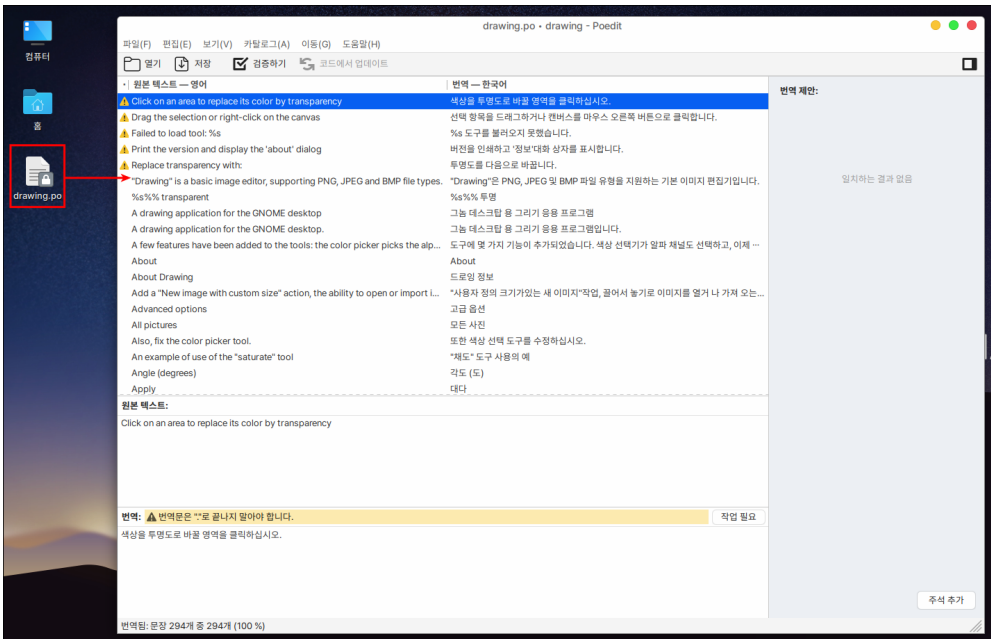 drawing.po • drawing - Poedit
파일(F) 편집(E) 보기(V) 카탈로그(A) 이동(G) 도움말(H)
열기 저장 검증하기 코드에서 업데이트
컴퓨터
홈
drawing.po
원본 텍스트 — 영어 번역 — 한국어
Click on an area to replace its color by transparency 색상을 투명도로 바꿀 영역을 클릭하십시오.
Drag the selection or right-click on the canvas 선택 항목을 드래그하거나 캔버스를 마우스 오른쪽 버튼으로 클릭합니다.
Failed to load tool: %s %s 도구를 불러오지 못했습니다.
Print the version and display the 'about' dialog 버전을 인쇄하고 '정보'대화 상자를 표시합니다.
Replace transparency with: 투명도를 다음으로 바꿉니다.
"Drawing" is a basic image editor, supporting PNG, JPEG and BMP file types. "Drawing"은 PNG, JPEG 및 BMP 파일 유형을 지원하는 기본 이미지 편집기입니다.
%s%% transparent %s%% 투명
A drawing application for the GNOME desktop 그놈 데스크탑 용 그리기 응용 프로그램
A drawing application for the GNOME desktop. 그놈 데스크탑 용 그리기 응용 프로그램입니다.
A few features have been added to the tools: the color picker picks the alp... 도구에 몇 가지 기능이 추가되었습니다. 색상 선택기가 알파 채널도 선택하고, 이제 ...
About About
About Drawing 드로잉 정보
Add a "New image with custom size" action, the ability to open or import i... "사용자 정의 크기가있는 새 이미지"작업, 끌어서 놓기로 이미지를 열거 나 가져 오는...
Advanced options 고급 옵션
All pictures 모든 사진
Also, fix the color picker tool. 또한 색상 선택 도구를 수정하십시오.
An example of use of the "saturate" tool "채도" 도구 사용의 예
Angle (degrees) 각도 (도)
Apply 대다
원본 텍스트:
Click on an area to replace its color by transparency
번역: 번역문은 "."로 끝나지 말아야 합니다. 작업 필요
색상을 투명도로 바꿀 영역을 클릭하십시오.
번역됨: 문장 294개 중 294개 (100 %)
번역 제안:
일치하는 결과 없음
주석 추가